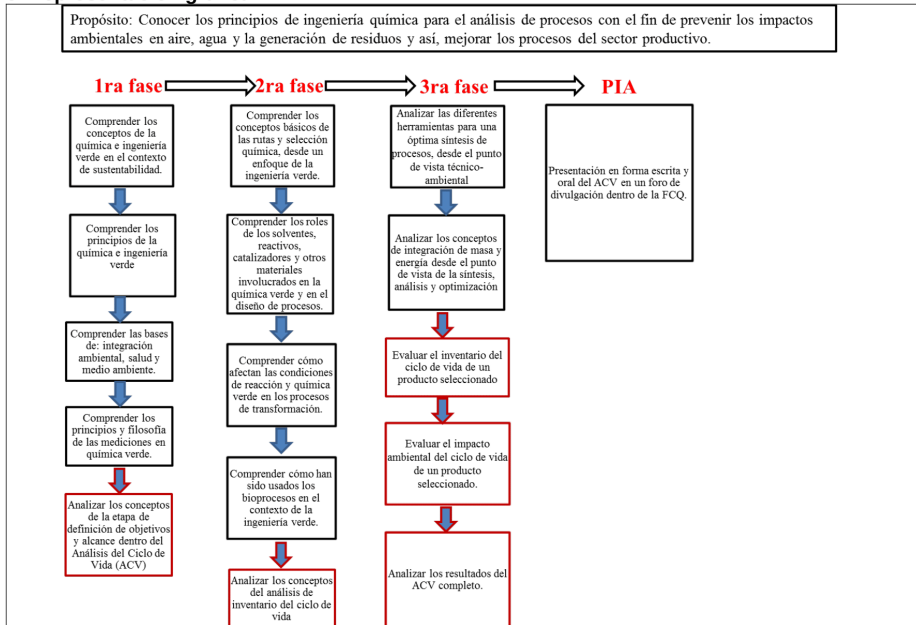 Propósito: Conocer los principios de ingeniería química para el análisis de procesos con el fin de prevenir los impactos
ambientales en aire, agua y la generación de residuos y así, mejorar los procesos del sector productivo.
1ra fase
2ra fase
3ra fase
PIA
Comprender los
conceptos de la
química e ingeniería
verde en el contexto
de sustentabilidad.
Comprender los
principios de la
química e ingeniería
verde
Comprender las bases
de: integración
ambiental, salud y
medio ambiente.
Comprender los
principios y filosofía
de las mediciones en
química verde.
Analizar los conceptos
de la etapa de
definición de objetivos
y alcance dentro del
Análisis del Ciclo de
Vida (ACV)
Comprender los
conceptos básicos de
las rutas y selección
química, desde un
enfoque de la
ingeniería verde.
Comprender los roles
de los solventes,
reactivos,
catalizadores y otros
materiales
involucrados en la
química verde y en el
diseño de procesos.
Comprender cómo
afectan las condiciones
de reacción y química
verde en los procesos
de transformación.
Comprender cómo han
sido usados los
bioprocesos en el
contexto de la
ingeniería verde.
Analizar los conceptos
del análisis de
inventario del ciclo de
vida
Analizar las diferentes
herramientas para una
óptima síntesis de
procesos, desde el punto
de vista técnico-
ambiental
Analizar los conceptos
de integración de masa y
energía desde el punto
de vista de la síntesis,
análisis y optimización
Evaluar el inventario del
ciclo de vida de un
producto seleccionado
Evaluar el impacto
ambiental del ciclo de vida
de un producto
seleccionado.
Analizar los resultados del
ACV completo.
Presentación en forma escrita y
oral del ACV en un foro de
divulgación dentro de la FCQ.